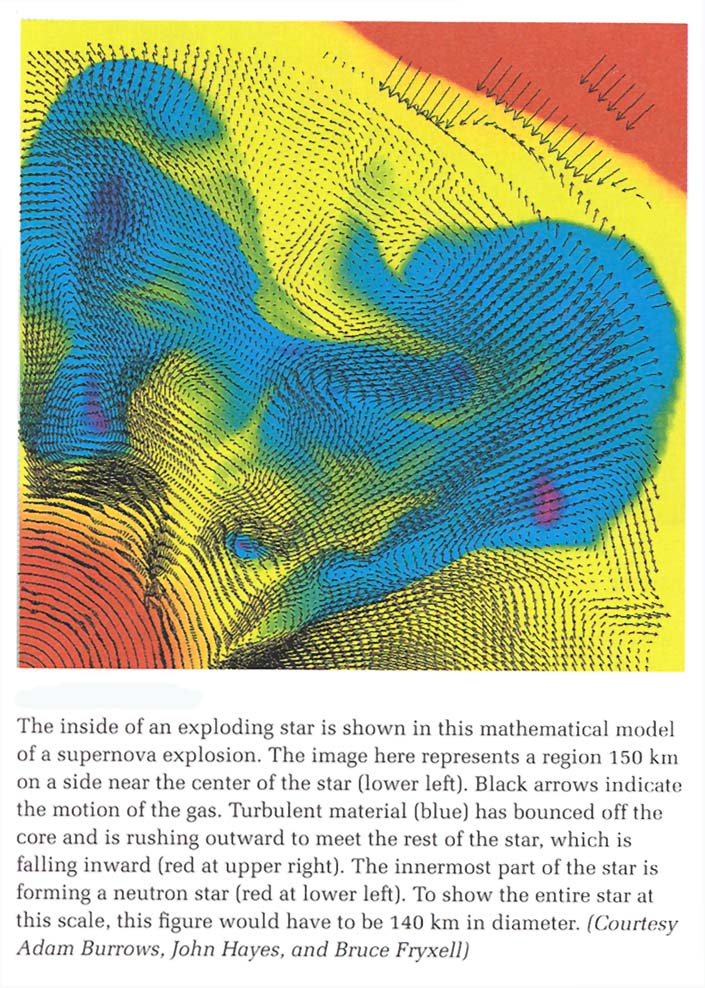 The inside of an exploding star is shown in this mathematical model
of a supernova explosion. The image here represents a region 150 km
on a side near the center of the star (lower left). Black arrows indicate
the motion of the gas. Turbulent material (blue) has bounced off the
core and is rushing outward to meet the rest of the star, which is
falling inward (red at upper right). The innermost part of the star is
forming a neutron star (red at lower left). To show the entire star at
this scale, this figure would have to be 140 km in diameter. (Courtesy
Adam Burrows, John Hayes, and Bruce Fryxell)